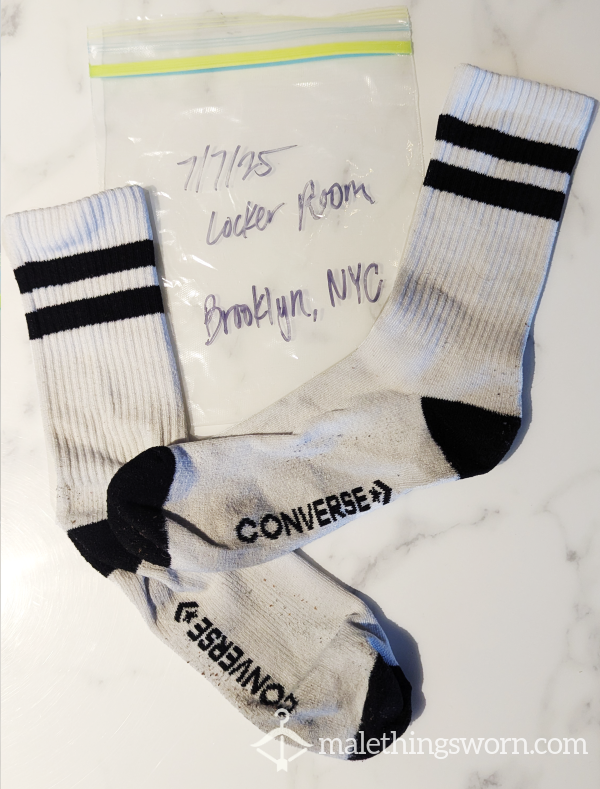 7/7/25
Locker Room
Brooklyn, NYC
CONVERSE
CONVERSE
malethingsworn.com